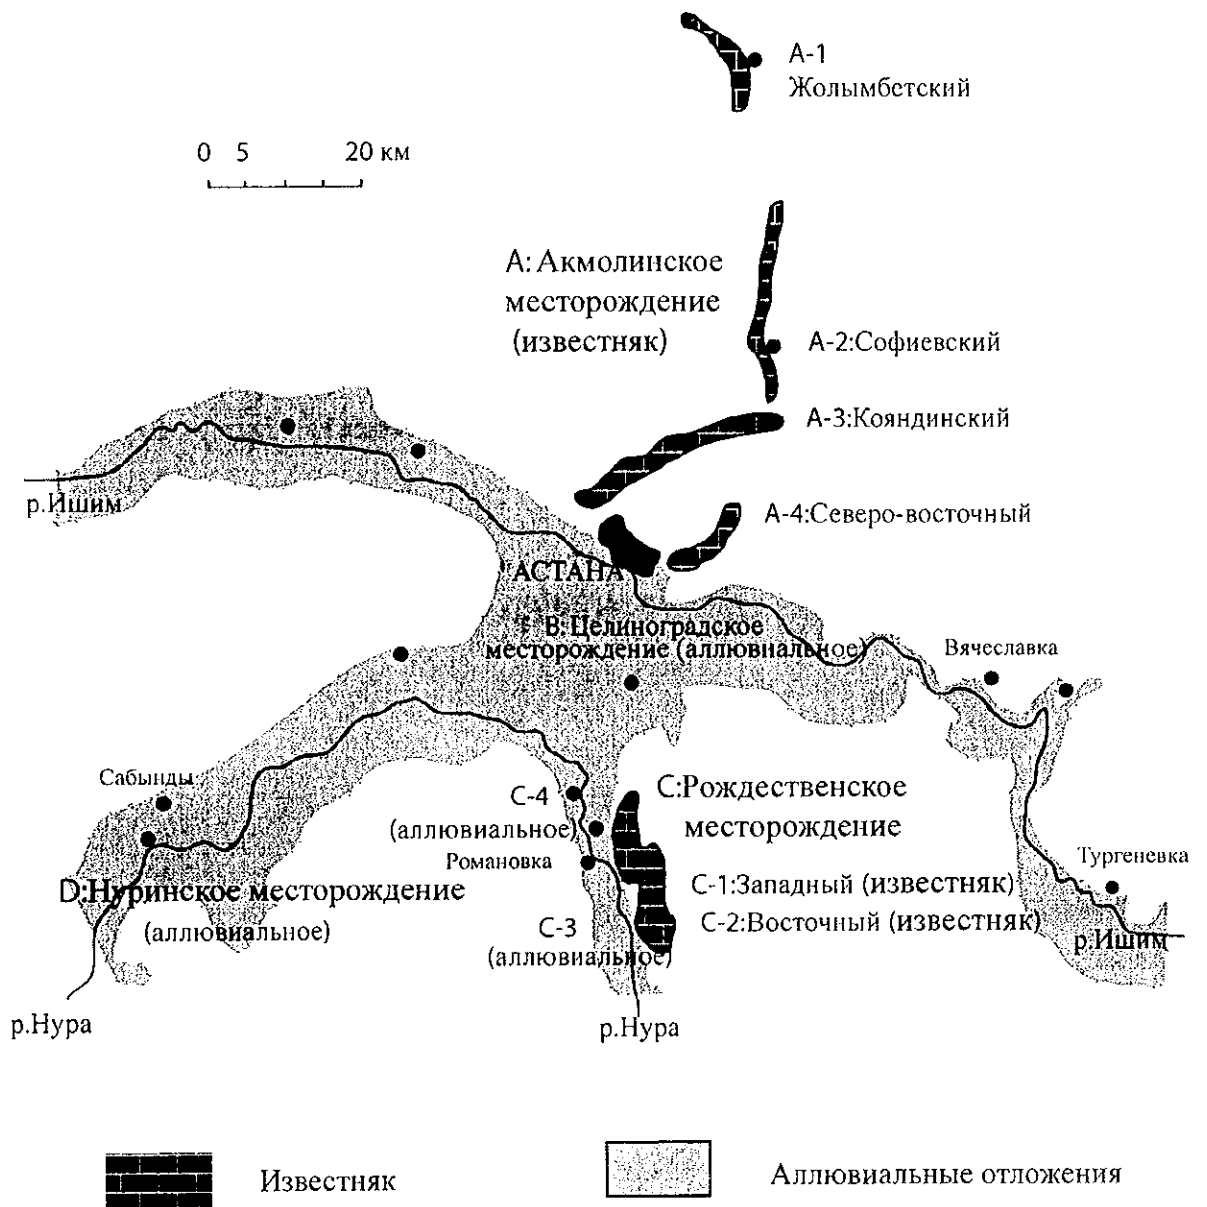 А-1
Жолымбетский
0 5 20 км
А: Акмолинское
месторождение
(известняк)
А-2:Софиевский
А-3:Кояндинский
р.Ишим
А-4:Северо-восточный
АСТАНА
В: Целиноградское
месторождение (аллювиальное)
Вячеславка
Сабынды
С-4
(аллювиальное)
Романовка
С:Рождественское
месторождение
Тургеневка
D:Нуринское месторождение
(аллювиальное)
С-1:Западный (известняк)
С-2:Восточный (известняк)
С-3
(аллювиальное)
р.Ишим
р.Нура
р.Нура
Известняк
Аллювиальные отложения